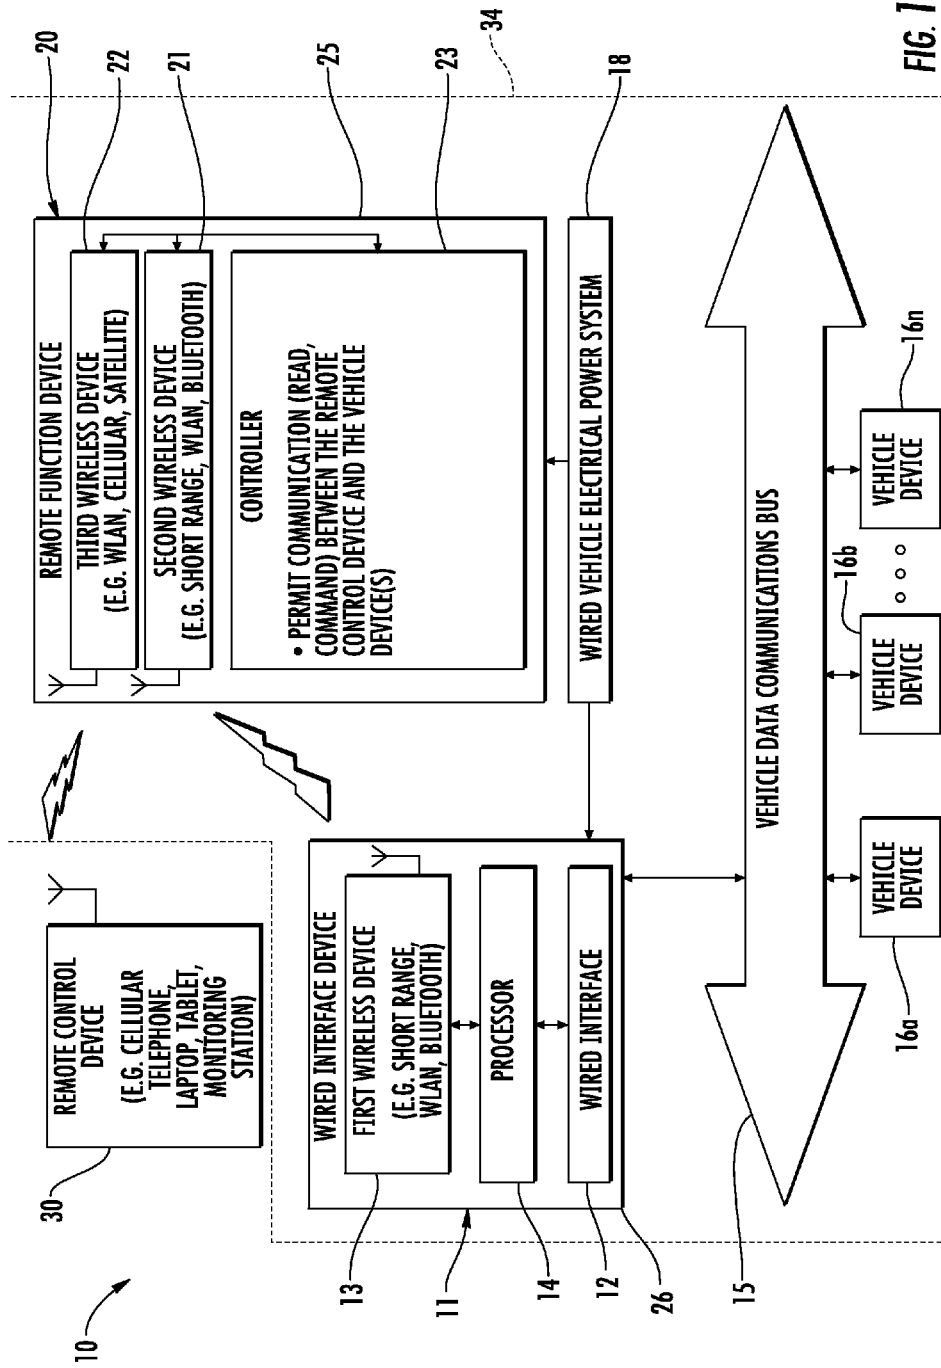 10
30
REMOTE CONTROL
DEVICE
(E.G. CELLULAR
TELEPHONE,
LAPTOP, TABLET,
MONITORING
STATION)
REMOTE FUNCTION DEVICE
THIRD WIRELESS DEVICE
(E.G. WLAN, CELLULAR, SATELLITE)
SECOND WIRELESS DEVICE
(E.G. SHORT RANGE, WLAN, BLUETOOTH)
CONTROLLER
• PERMIT COMMUNICATION (READ,
COMMAND) BETWEEN THE REMOTE
CONTROL DEVICE AND THE VEHICLE
DEVICE(S)
20
22
21
25
23
WIRED INTERFACE DEVICE
FIRST WIRELESS DEVICE
(E.G. SHORT RANGE,
WLAN, BLUETOOTH)
PROCESSOR
WIRED INTERFACE
13
11
14
12
26
WIRED VEHICLE ELECTRICAL POWER SYSTEM
18
34
VEHICLE DATA COMMUNICATIONS BUS
15
VEHICLE
DEVICE
16a
VEHICLE
DEVICE
16b
VEHICLE
DEVICE
16n
FIG. 1